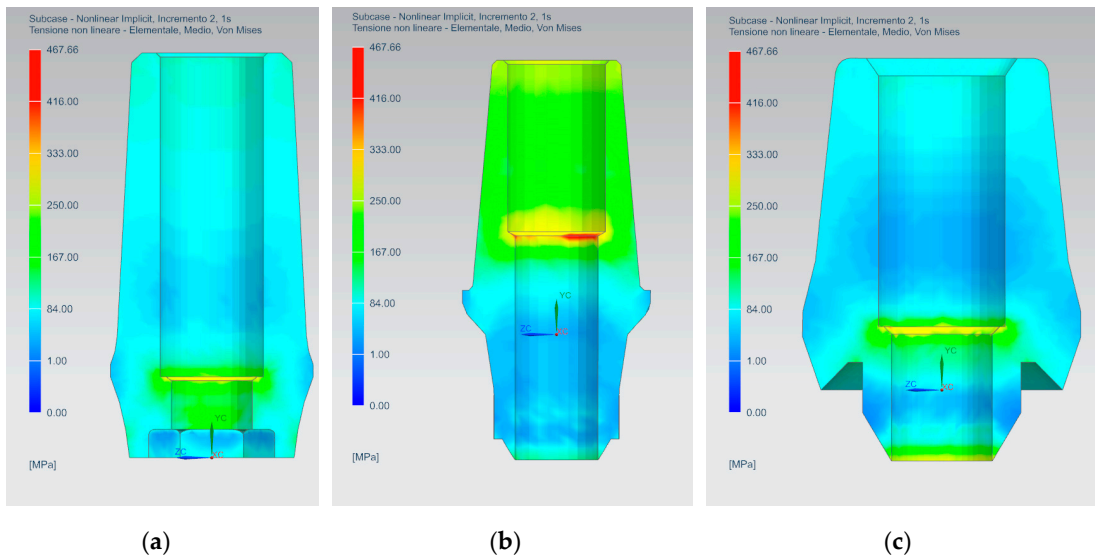 Subcase - Nonlinear Implicit, Incremento 2, 1s
Tensione non lineare - Elementale, Medio, Von Mises
467.66
416.00
333.00
250.00
167.00
84.00
1.00
0.00
[MPa]
YC
ZC
XC
Subcase - Nonlinear Implicit, Incremento 2, 1s
Tensione non lineare - Elementale, Medio, Von Mises
467.66
416.00
333.00
250.00
167.00
84.00
1.00
0.00
[MPa]
YC
ZC
XC
Subcase - Nonlinear Implicit, Incremento 2, 1s
Tensione non lineare - Elementale, Medio, Von Mises
467.66
416.00
333.00
250.00
167.00
84.00
1.00
0.00
[MPa]
YC
ZC
XC
(a)
(b)
(c)